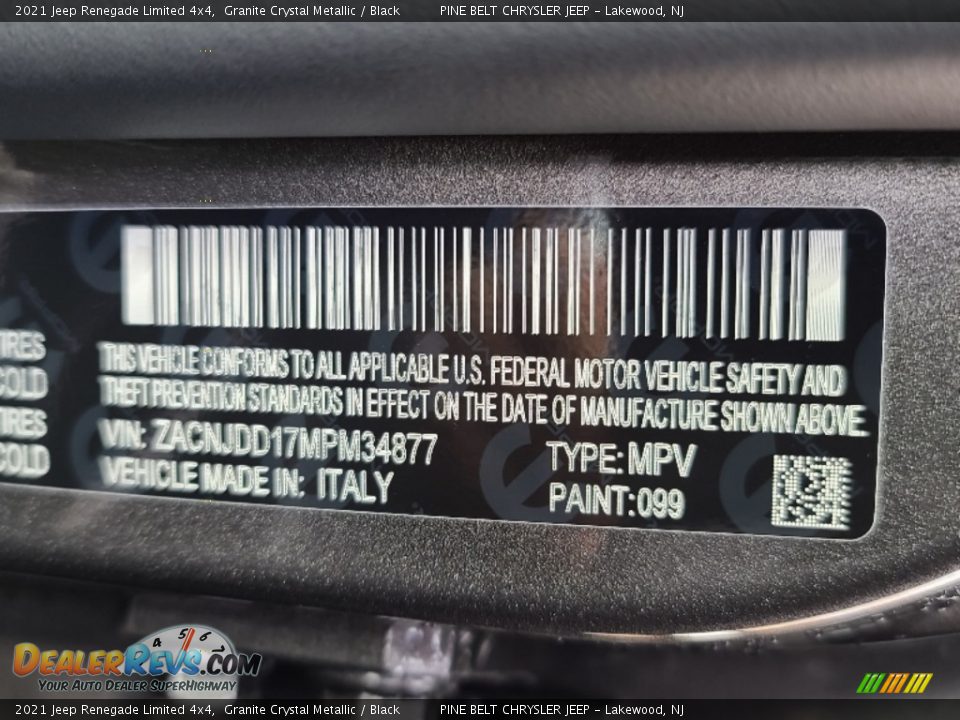 2021 Jeep Renegade Limited 4x4, Granite Crystal Metallic / Black PINE BELT CHRYSLER JEEP - Lakewood, NJ
THIS VEHICLE CONFORMS TO ALL APPLICABLE U.S. FEDERAL MOTOR VEHICLE SAFETY AND
THEFT PREVENTION STANDARDS IN EFFECT ON THE DATE OF MANUFACTURE SHOWN ABOVE.
VIN: ZACNJDD17MPM34877 TYPE: MPV
VEHICLE MADE IN: ITALY PAINT: 099
COLD
COLD
4 5 6
DEALERREVS.COM
YOUR AUTO DEALER SUPERHIGHWAY
2021 Jeep Renegade Limited 4x4, Granite Crystal Metallic / Black PINE BELT CHRYSLER JEEP - Lakewood, NJ